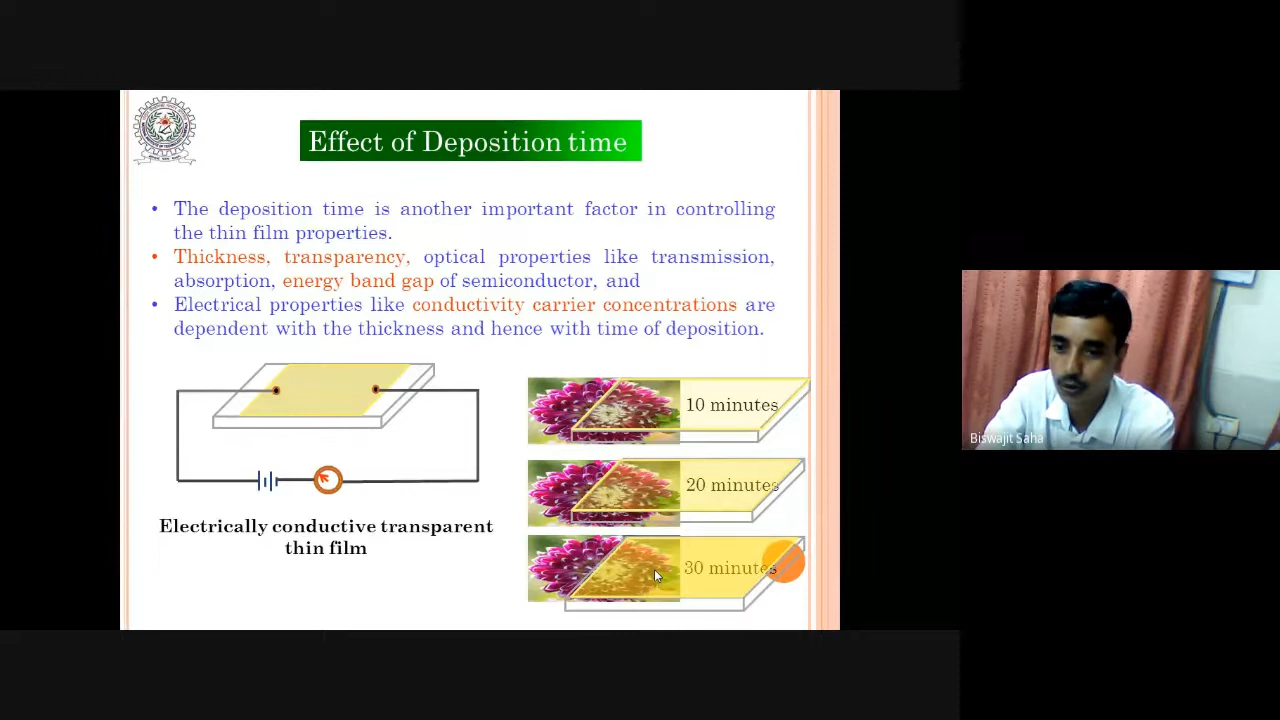 Effect of Deposition time
• The deposition time is another important factor in controlling
the thin film properties.
• Thickness, transparency, optical properties like transmission,
absorption, energy band gap of semiconductor, and
• Electrical properties like conductivity carrier concentrations are
dependent with the thickness and hence with time of deposition.
10 minutes
20 minutes
30 minutes
Electrically conductive transparent
thin film
Biswajit Saha